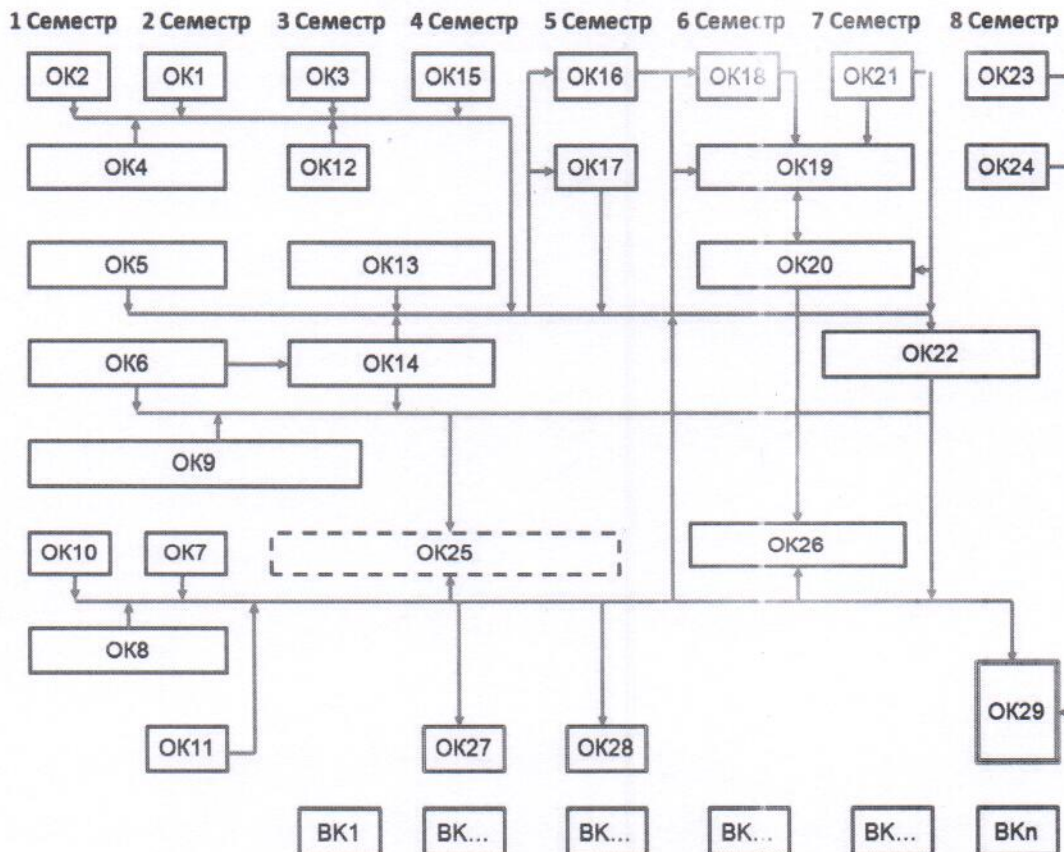 1 Семестр 2 Семестр 3 Семестр 4 Семестр 5 Семестр 6 Семестр 7 Семестр 8 Семестр
ОК2 ОК1 ОК3 ОК15 ОК16 ОК18 ОК21 ОК23
ОК4 ОК12 ОК17 ОК19 ОК24
ОК5 ОК13 ОК20
ОК6 ОК14 ОК22
ОК9
ОК10 ОК7 ОК25 ОК26
ОК8
ОК11 ОК27 ОК28 ОК29
ВК1 ВК... ВК... ВК... ВК... ВКn